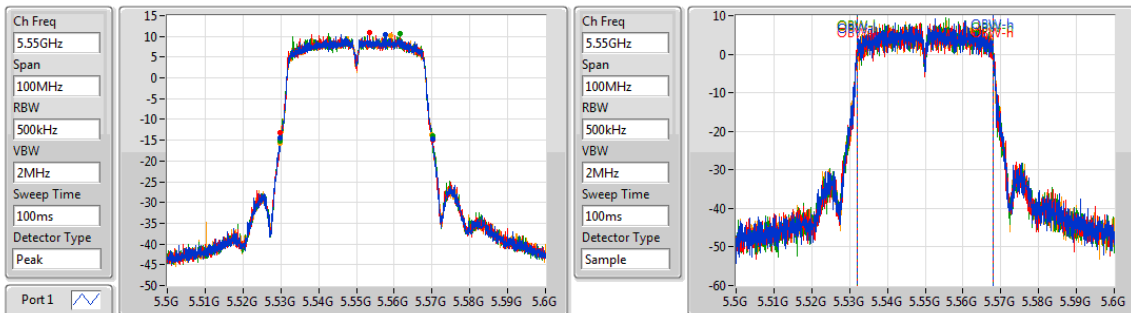 Ch Freq
5.55GHz
Span
100MHz
RBW
500kHz
VBW
2MHz
Sweep Time
100ms
Detector Type
Peak
Port 1
15
10
5
0
-5
-10
-15
-20
-25
-30
-35
-40
-45
-50
5.5G 5.51G 5.52G 5.53G 5.54G 5.55G 5.56G 5.57G 5.58G 5.59G 5.6G
Ch Freq
5.55GHz
Span
100MHz
RBW
500kHz
VBW
2MHz
Sweep Time
100ms
Detector Type
Sample
10
0
-10
-20
-30
-40
-50
-60
5.5G 5.51G 5.52G 5.53G 5.54G 5.55G 5.56G 5.57G 5.58G 5.59G 5.6G